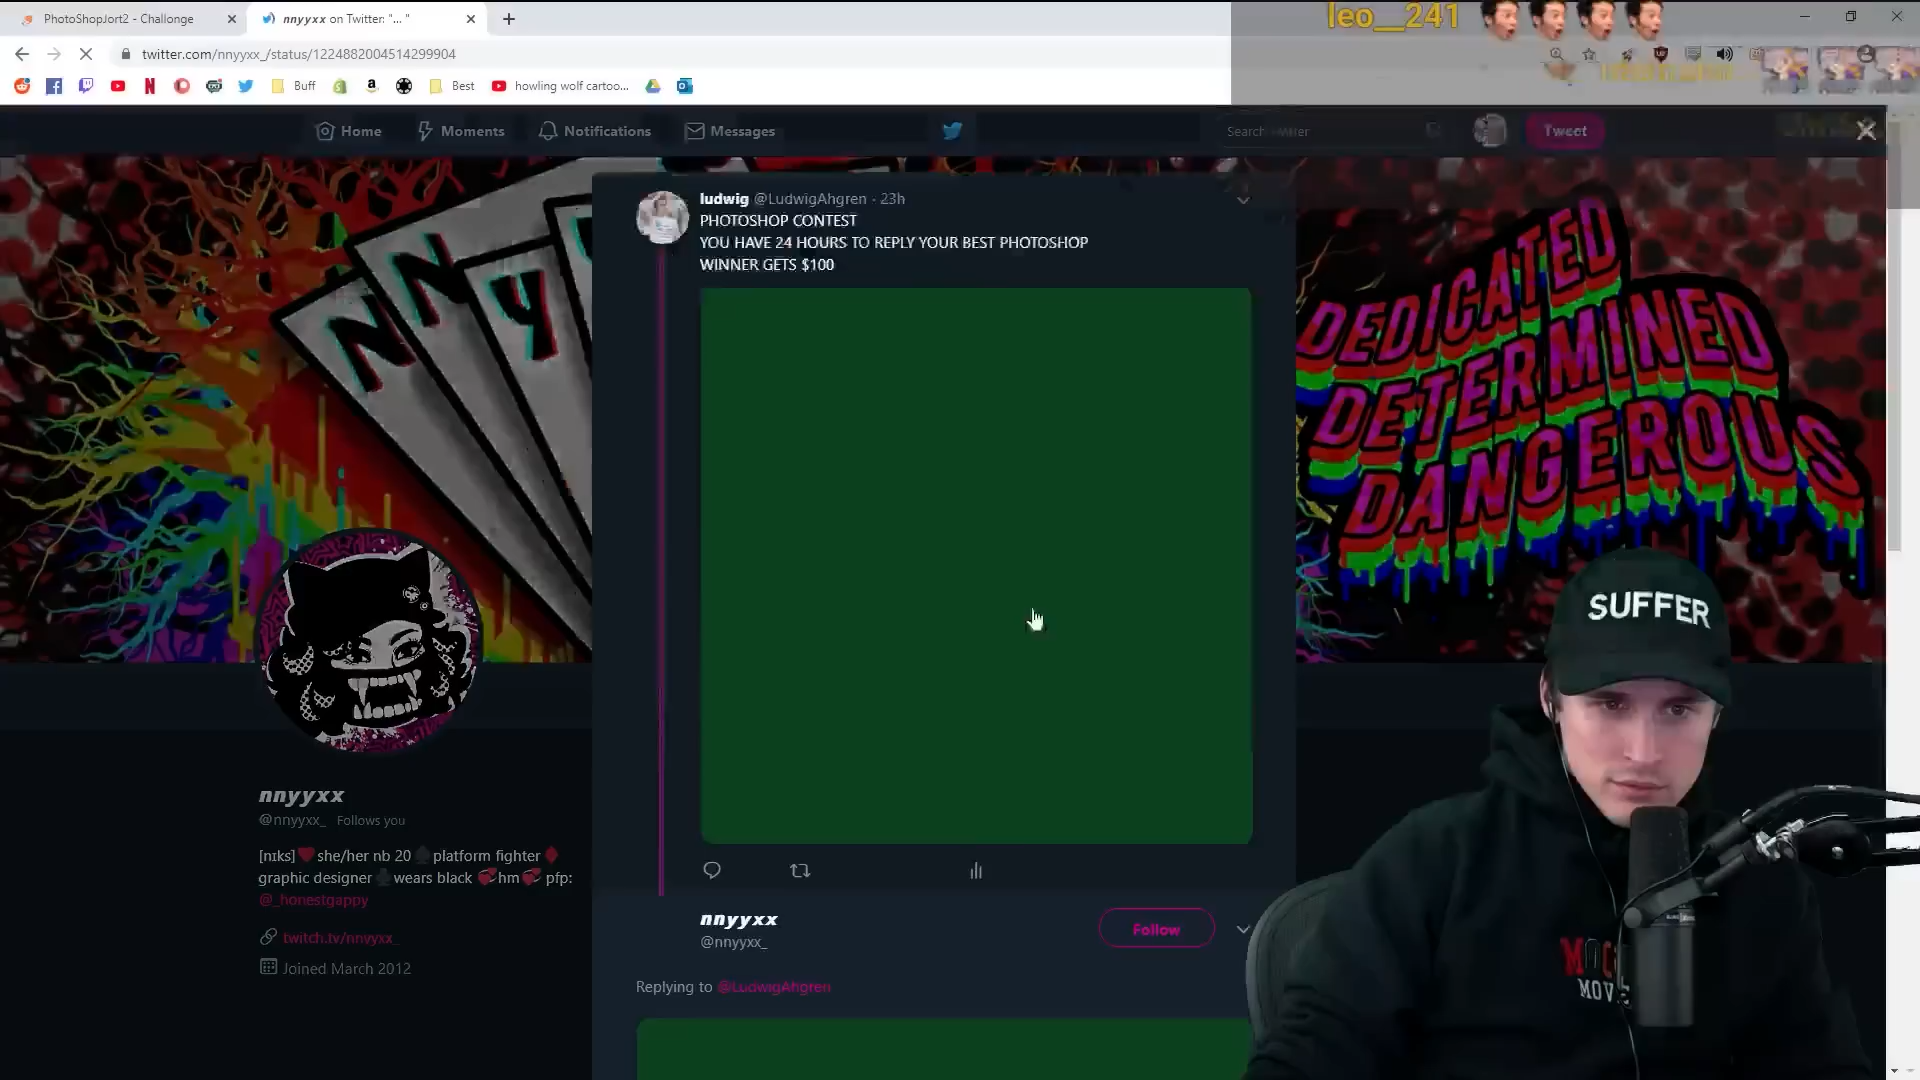 leo__241
PhotoShopJort2 - Challonge
nnyyxx on Twitter: "... "
twitter.com/nnyyxx_/status/1224882004514299904
Buff
Best
howling wolf cartoo...
Home
Moments
Notifications
Messages
Tweet
ludwig @LudwigAhgren · 23h
PHOTOSHOP CONTEST
YOU HAVE 24 HOURS TO REPLY YOUR BEST PHOTOSHOP
WINNER GETS $100
N
N
y
DEDICATED
DETERMINED
DANGEROUS
SUFFER
nnyyxx
@nnyyxx_ Follows you
[nɪks] she/her nb 20 platform fighter
graphic designer wears black hm pfp:
@_honestgappy
twitch.tv/nnyyxx_
Joined March 2012
nnyyxx
@nnyyxx_
Follow
Replying to @LudwigAhgren